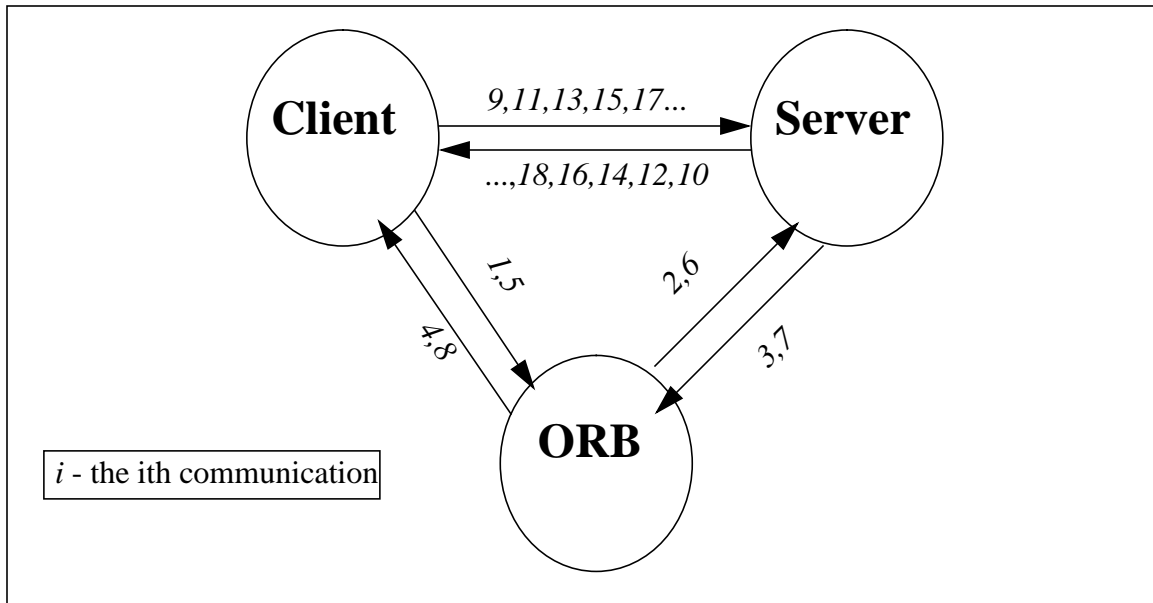 9,11,13,15,17...
Client
Server
...,18,16,14,12,10
1,5
2,6
4,8
3,7
ORB
i - the ith communication